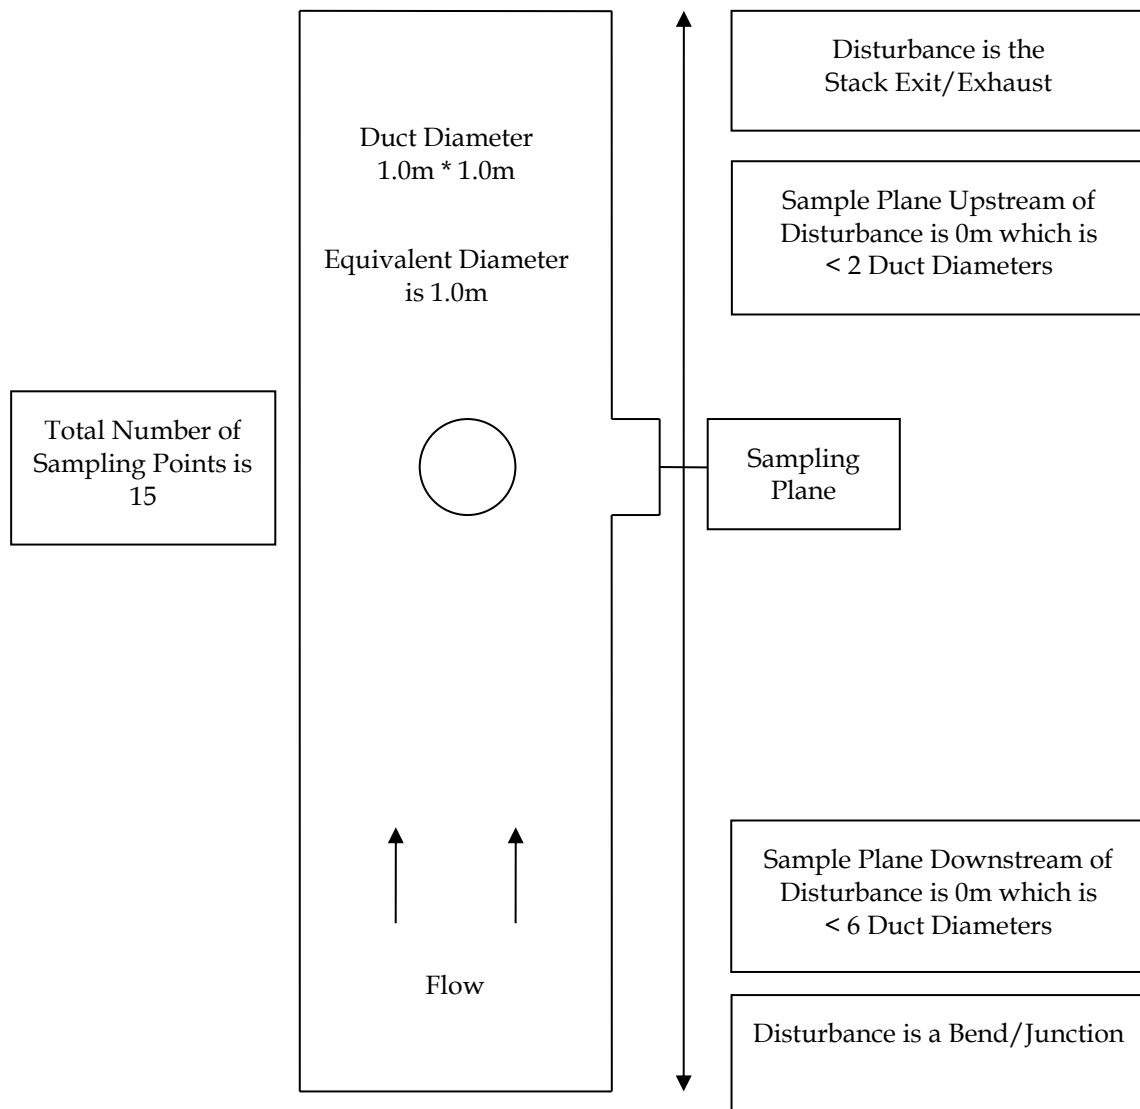 Disturbance is the
Stack Exit/Exhaust
Duct Diameter
1.0m * 1.0m
Sample Plane Upstream of
Disturbance is 0m which is
< 2 Duct Diameters
Equivalent Diameter
is 1.0m
Total Number of
Sampling Points is
15
Sampling
Plane
Sample Plane Downstream of
Disturbance is 0m which is
< 6 Duct Diameters
Flow
Disturbance is a Bend/Junction